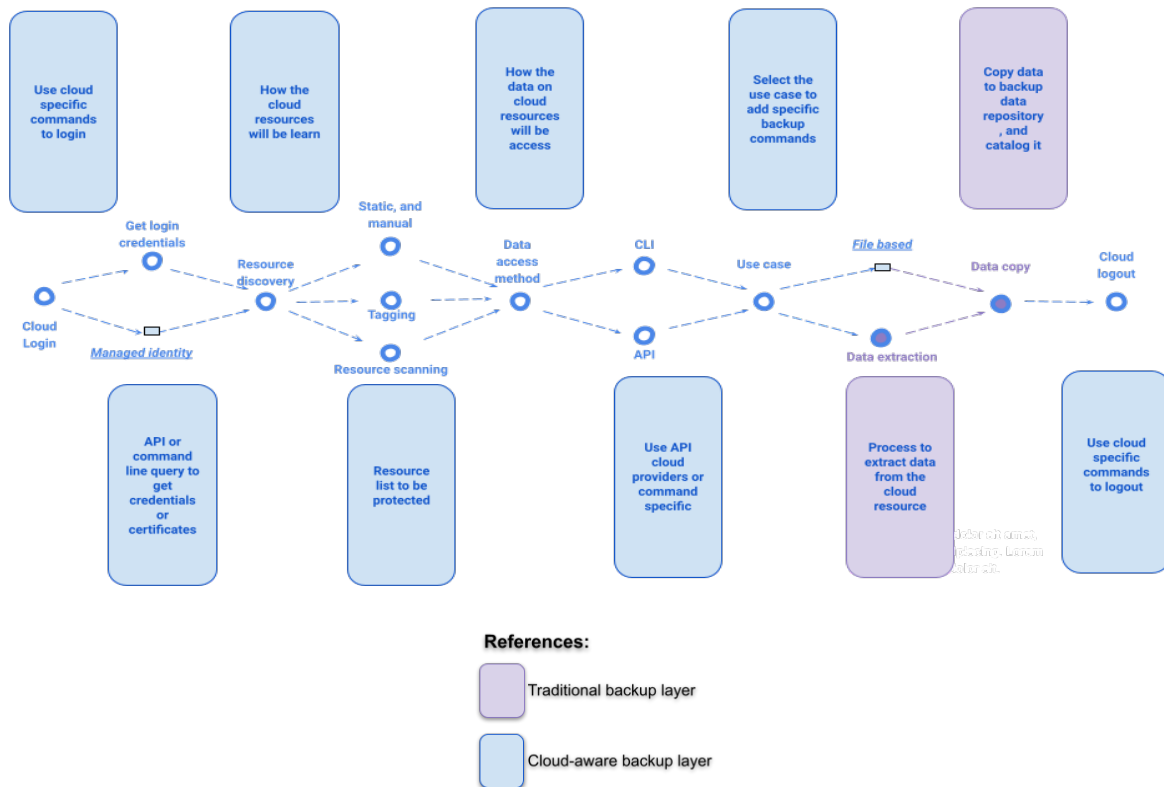 Use cloud
specific
commands
to login
How the
cloud
resources
will be learn
How the
data on
cloud
resources
will be
access
Select the
use case to
add specific
backup
commands
Copy data
to backup
data
repository
, and
catalog it
Static, and
manual
Get login
credentials
Resource
discovery
Data
access
method
CLI
Use case
File based
Data copy
Cloud
logout
Cloud
Login
Managed identity
Tagging
Resource scanning
API
Data extraction
API or
command
line query to
get
credentials
or
certificates
Resource
list to be
protected
Use API
cloud
providers or
command
specific
Process to
extract data
from the
cloud
resource
Use cloud
specific
commands
to logout
dolor sit amet,
Lorem
dolor sit.
References:
Traditional backup layer
Cloud-aware backup layer